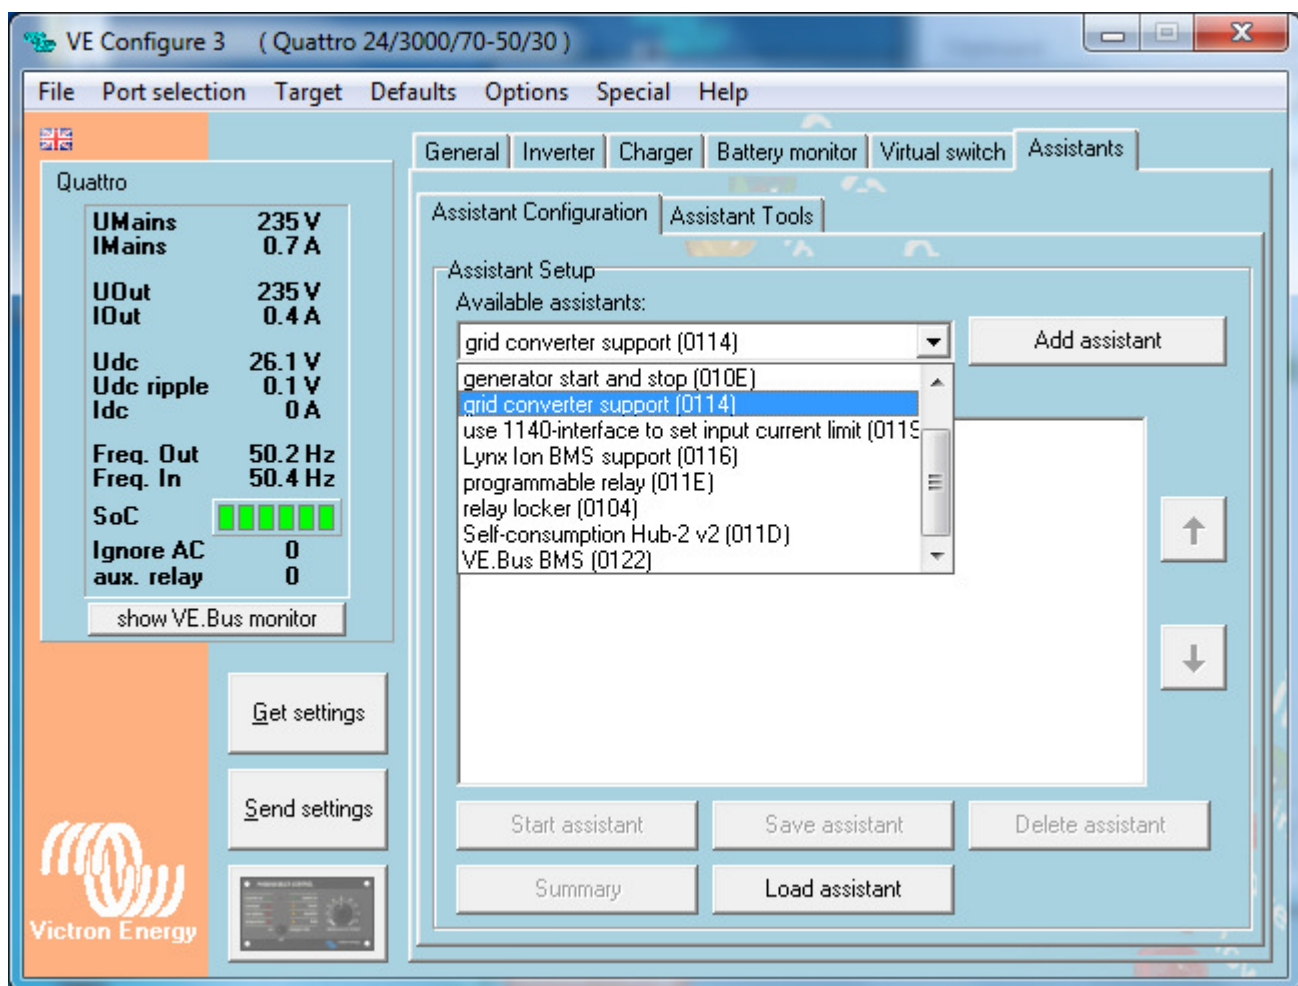 VE Configure 3 ( Quattro 24/3000/70-50/30 )
File Port selection Target Defaults Options Special Help
General Inverter Charger Battery monitor Virtual switch Assistants
Quattro
UMains 235 V
IMains 0.7 A
UOut 235 V
IOut 0.4 A
Udc 26.1 V
Udc ripple 0.1 V
Idc 0 A
Freq. Out 50.2 Hz
Freq. In 50.4 Hz
SoC
Ignore AC 0
aux. relay 0
show VE.Bus monitor
Get settings
Send settings
Victron Energy
Assistant Configuration Assistant Tools
Assistant Setup
Available assistants:
grid converter support (0114)
Add assistant
generator start and stop (010E)
grid converter support (0114)
use 1140-interface to set input current limit (0119
Lynx Ion BMS support (0116)
programmable relay (011E)
relay locker (0104)
Self-consumption Hub-2 v2 (011D)
VE.Bus BMS (0122)
Start assistant Save assistant Delete assistant
Summary Load assistant